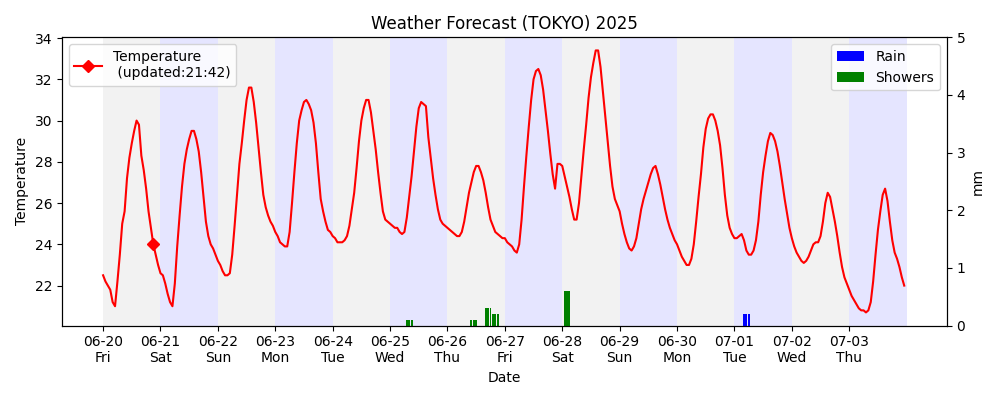 Weather Forecast (TOKYO) 2025
Temperature
(updated:21:42)
Rain
Showers
Temperature
34
32
30
28
26
24
22
5
4
3
2
1
0
mm
06-20 06-21 06-22 06-23 06-24 06-25 06-26 06-27 06-28 06-29 06-30 07-01 07-02 07-03
Fri Sat Sun Mon Tue Wed Thu Fri Sat Sun Mon Tue Wed Thu
Date